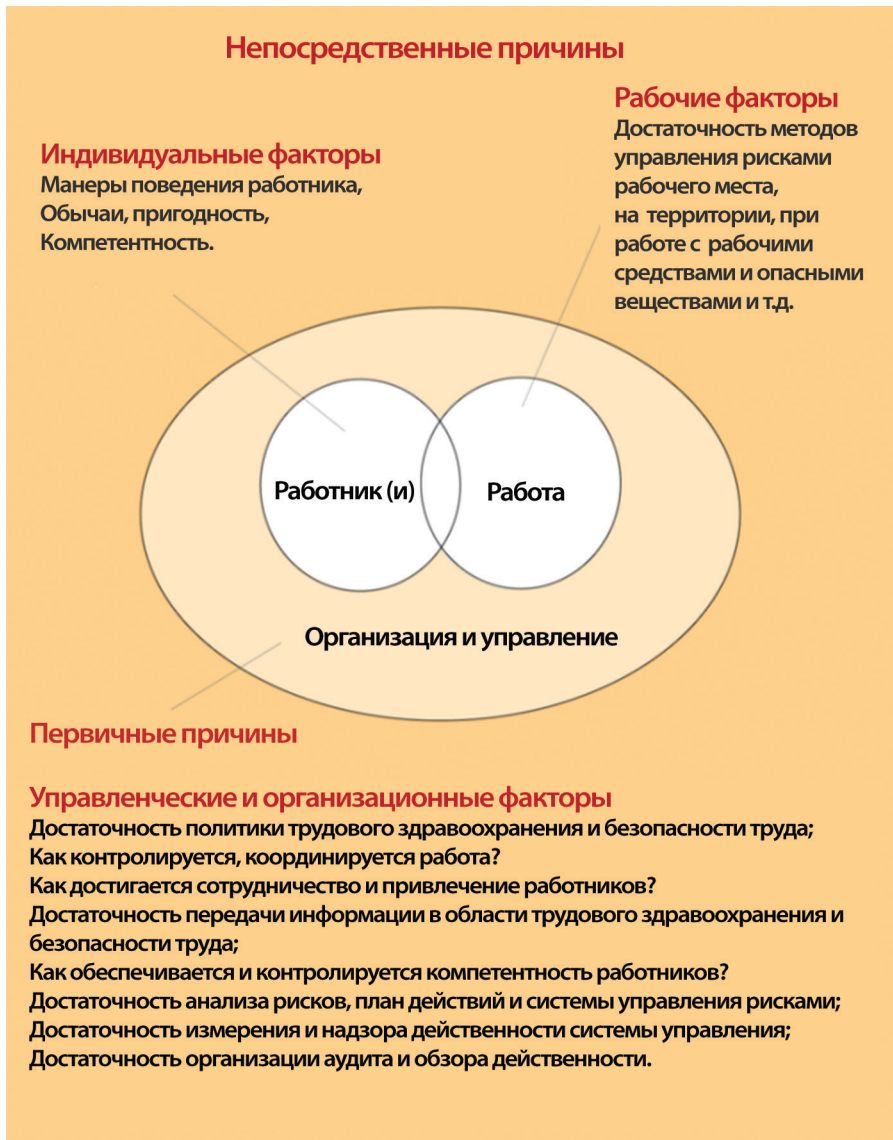 Непосредственные причины
Рабочие факторы
Достаточность методов
управления рисками
рабочего места,
на территории, при
работе с рабочими
средствами и опасными
веществами и т.д.
Индивидуальные факторы
Манеры поведения работника,
Обычаи, пригодность,
Компетентность.
Работник (и)
Работа
Организация и управление
Первичные причины
Управленческие и организационные факторы
Достаточность политики трудового здравоохранения и безопасности труда;
Как контролируется, координируется работа?
Как достигается сотрудничество и привлечение работников?
Достаточность передачи информации в области трудового здравоохранения и
безопасности труда;
Как обеспечивается и контролируется компетентность работников?
Достаточность анализа рисков, план действий и системы управления рисками;
Достаточность измерения и надзора действенности системы управления;
Достаточность организации аудита и обзора действенности.